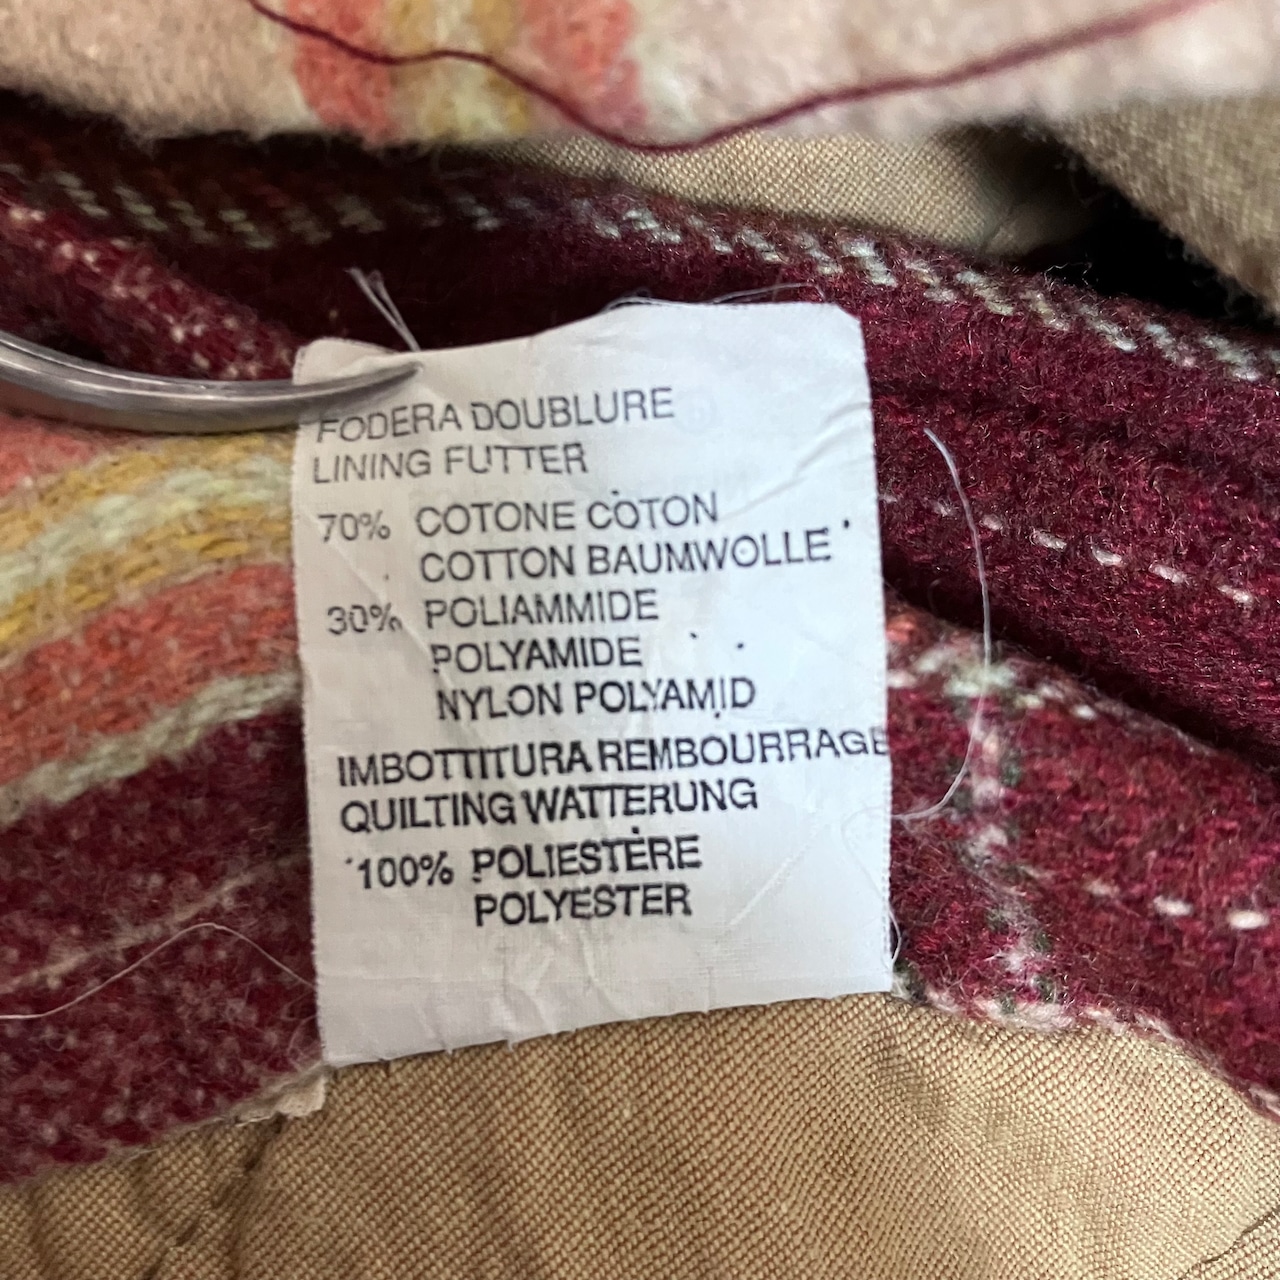 FODERA DOUBLURE
LINING FUTTER
70% COTONE COTON
COTTON BAUMWOLLE
30% POLIAMMIDE
POLYAMIDE
NYLON POLYAMID
IMBOTTITURA REMBOURRAGE
QUILTING WATTERUNG
100% POLIESTERE
POLYESTER